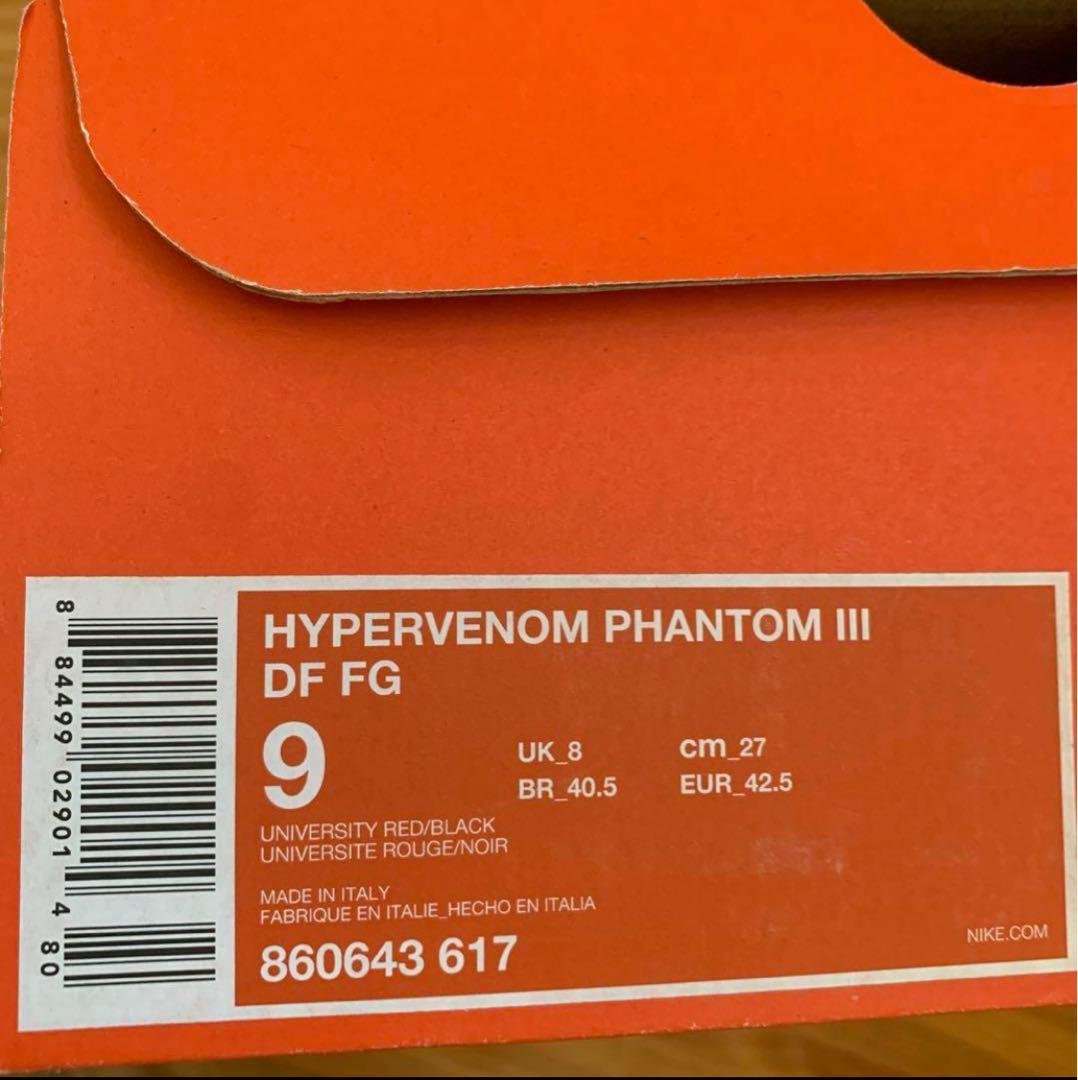 HYPERVENOM PHANTOM III
DF FG
9
UK_8 cm_27
BR_40.5 EUR_42.5
UNIVERSITY RED/BLACK
UNIVERSITE ROUGE/NOIR
MADE IN ITALY
FABRIQUE EN ITALIE_HECHO EN ITALIA
860643 617
NIKE.COM
8 84499 02901 4 80